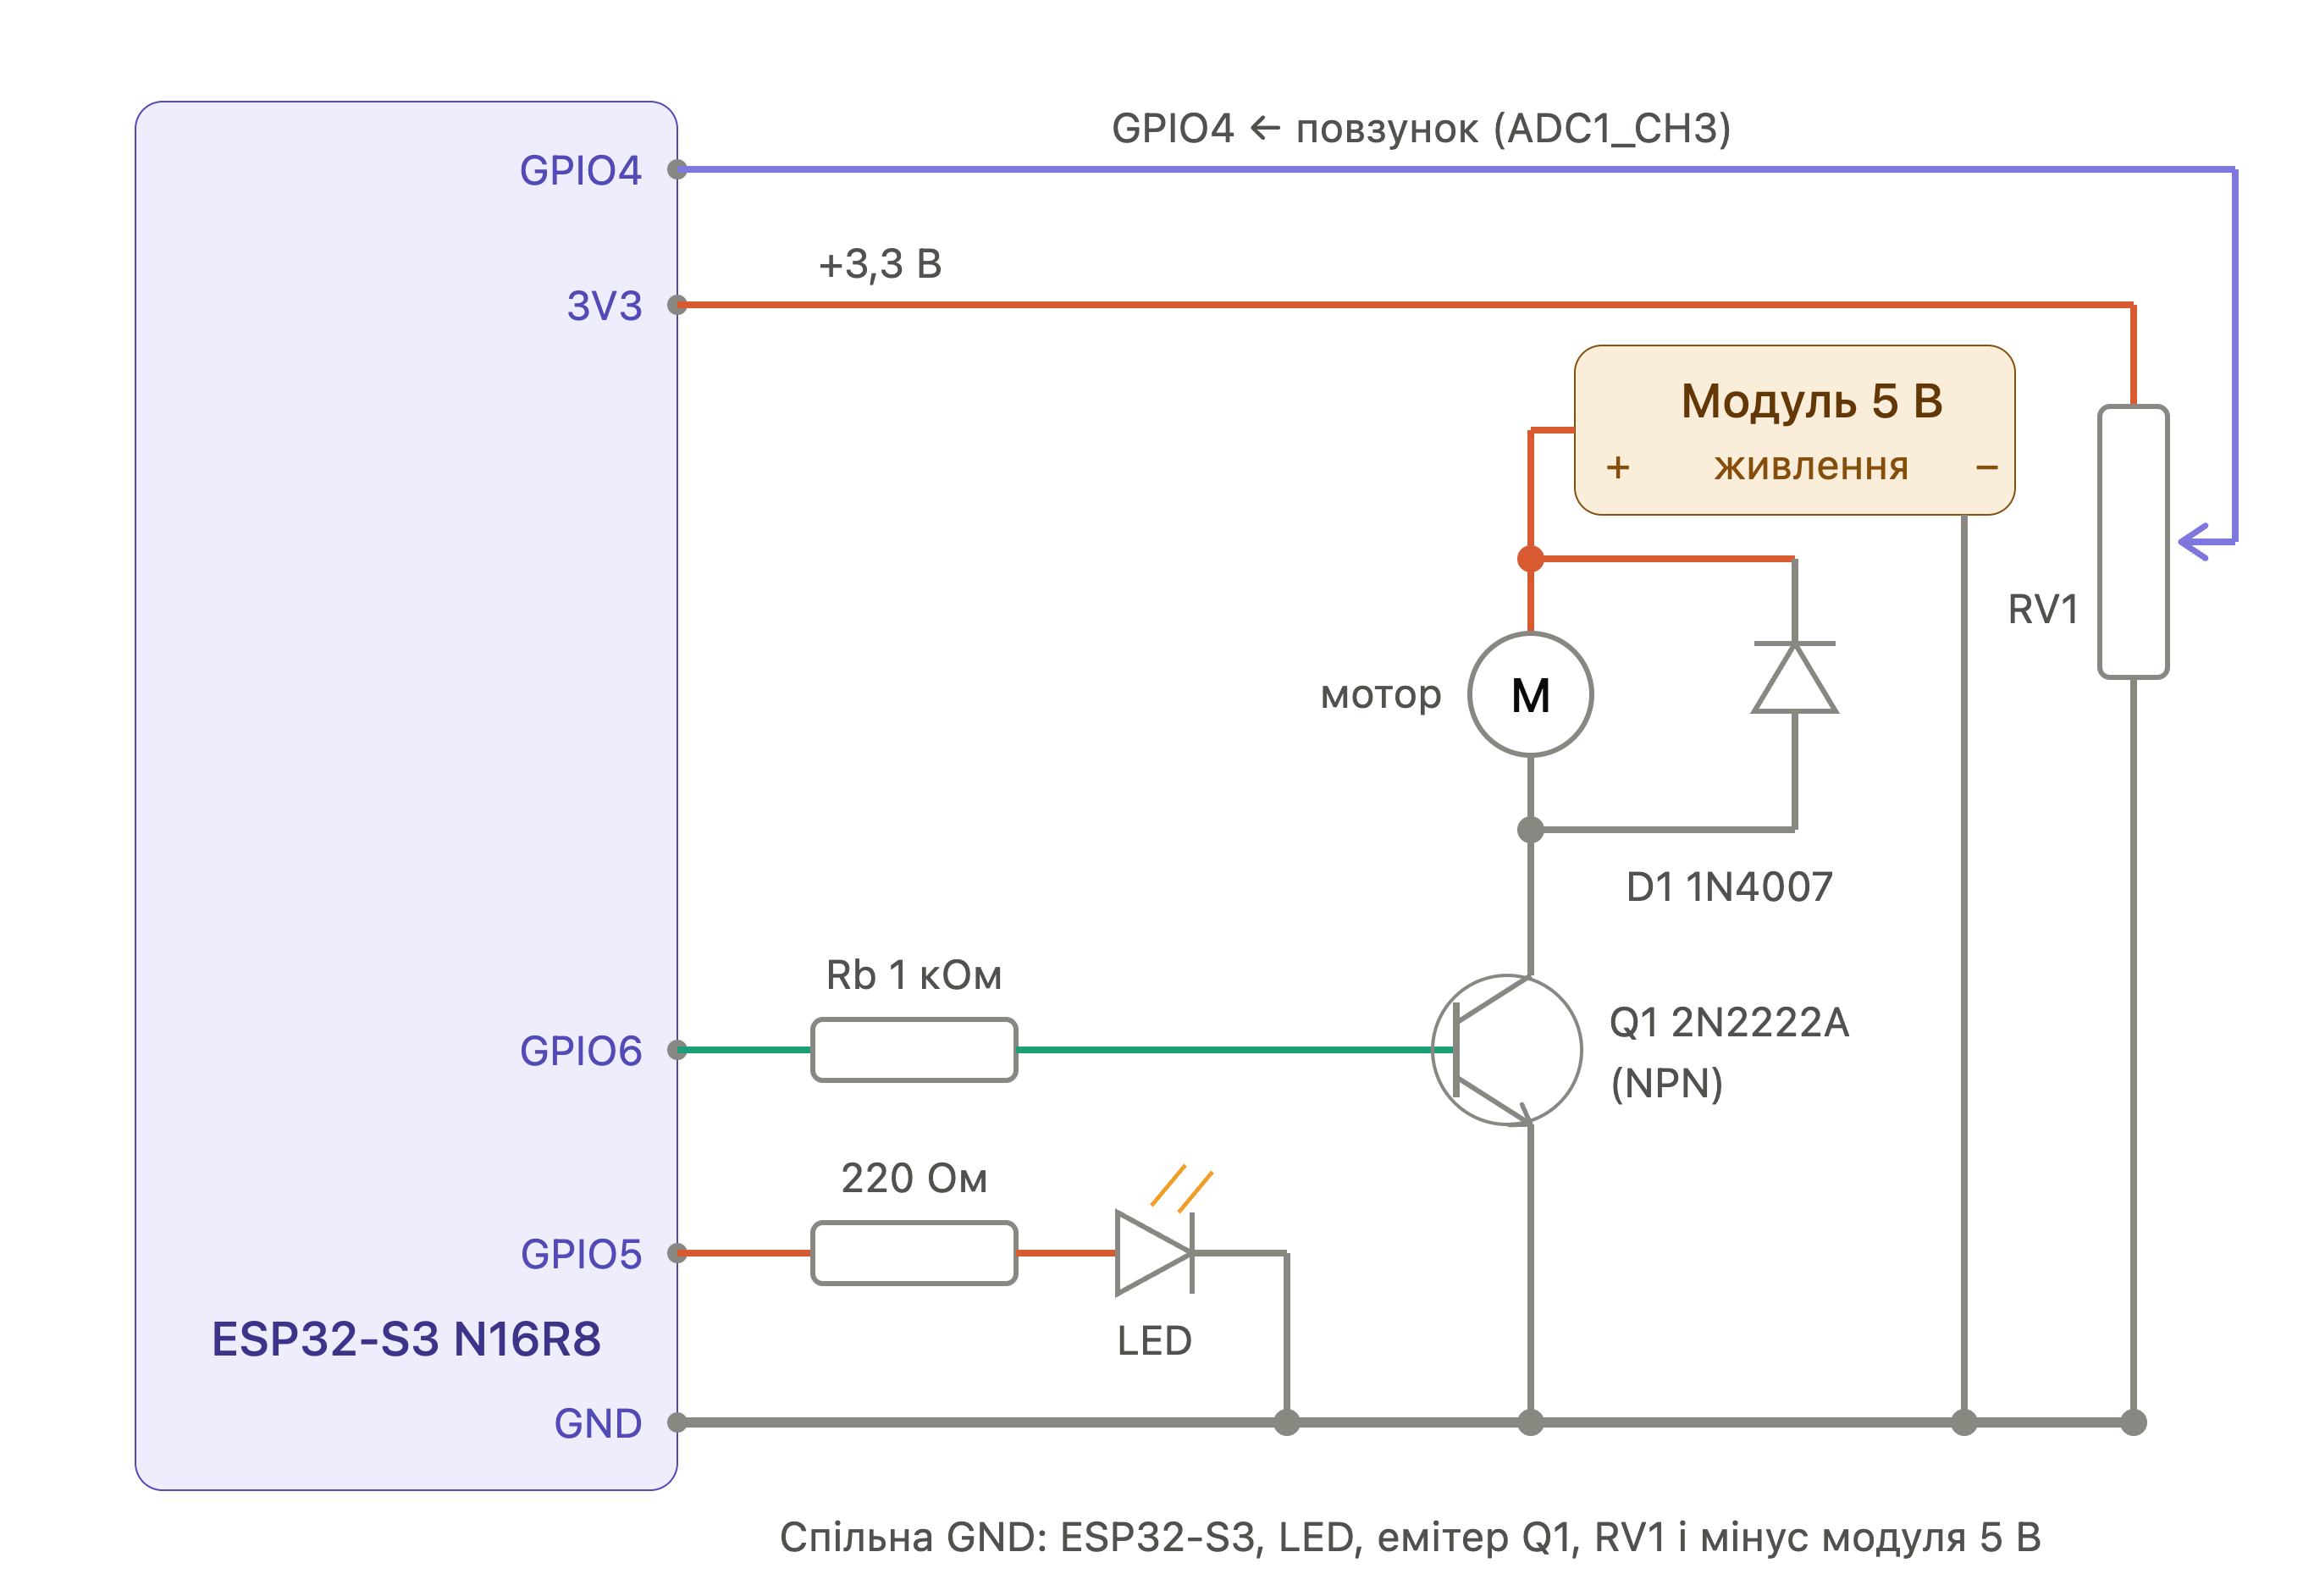 GPIO4 ← повзунок (ADC1_CH3)
GPIO4
+3,3 В
3V3
Модуль 5 В
+ живлення −
RV1
мотор
M
D1 1N4007
Rb 1 кОм
Q1 2N2222A
(NPN)
GPIO6
220 Ом
GPIO5
LED
ESP32-S3 N16R8
GND
Спільна GND: ESP32-S3, LED, емітер Q1, RV1 і мінус модуля 5 В